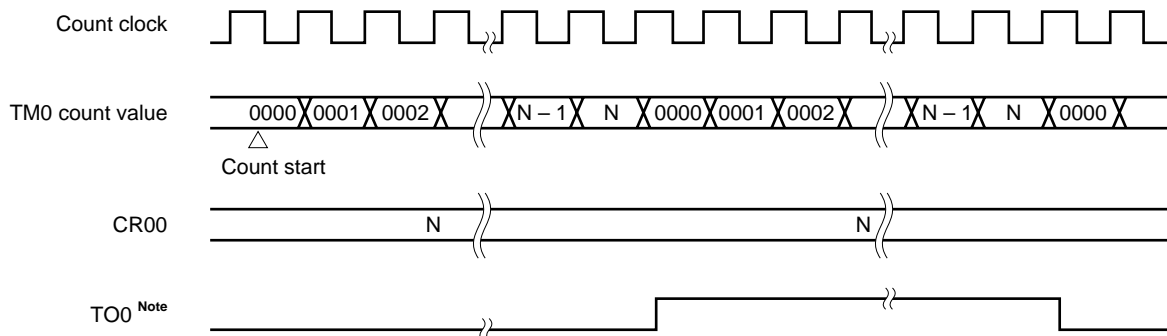 Count clock
TM0 count value 0000 0001 0002 N – 1 N 0000 0001 0002 N – 1 N 0000
Count start
CR00 N N
TO0 Note